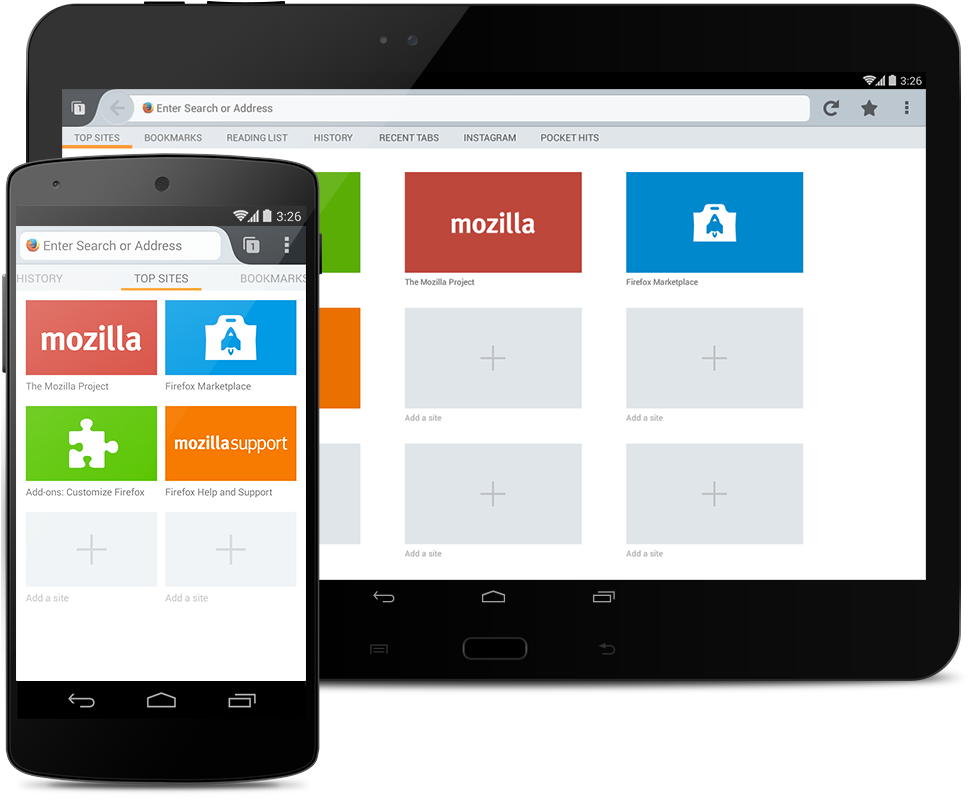 3:26
1
Enter Search or Address
TOP SITES BOOKMARKS READING LIST HISTORY RECENT TABS INSTAGRAM POCKET HITS
mozilla
The Mozilla Project
Firefox Marketplace
Add a site
Add a site
Add a site
Add a site
3:26
Enter Search or Address
1
HISTORY TOP SITES BOOKMARKS
mozilla
The Mozilla Project
Firefox Marketplace
mozilla support
Add-ons: Customize Firefox
Firefox Help and Support
Add a site
Add a site